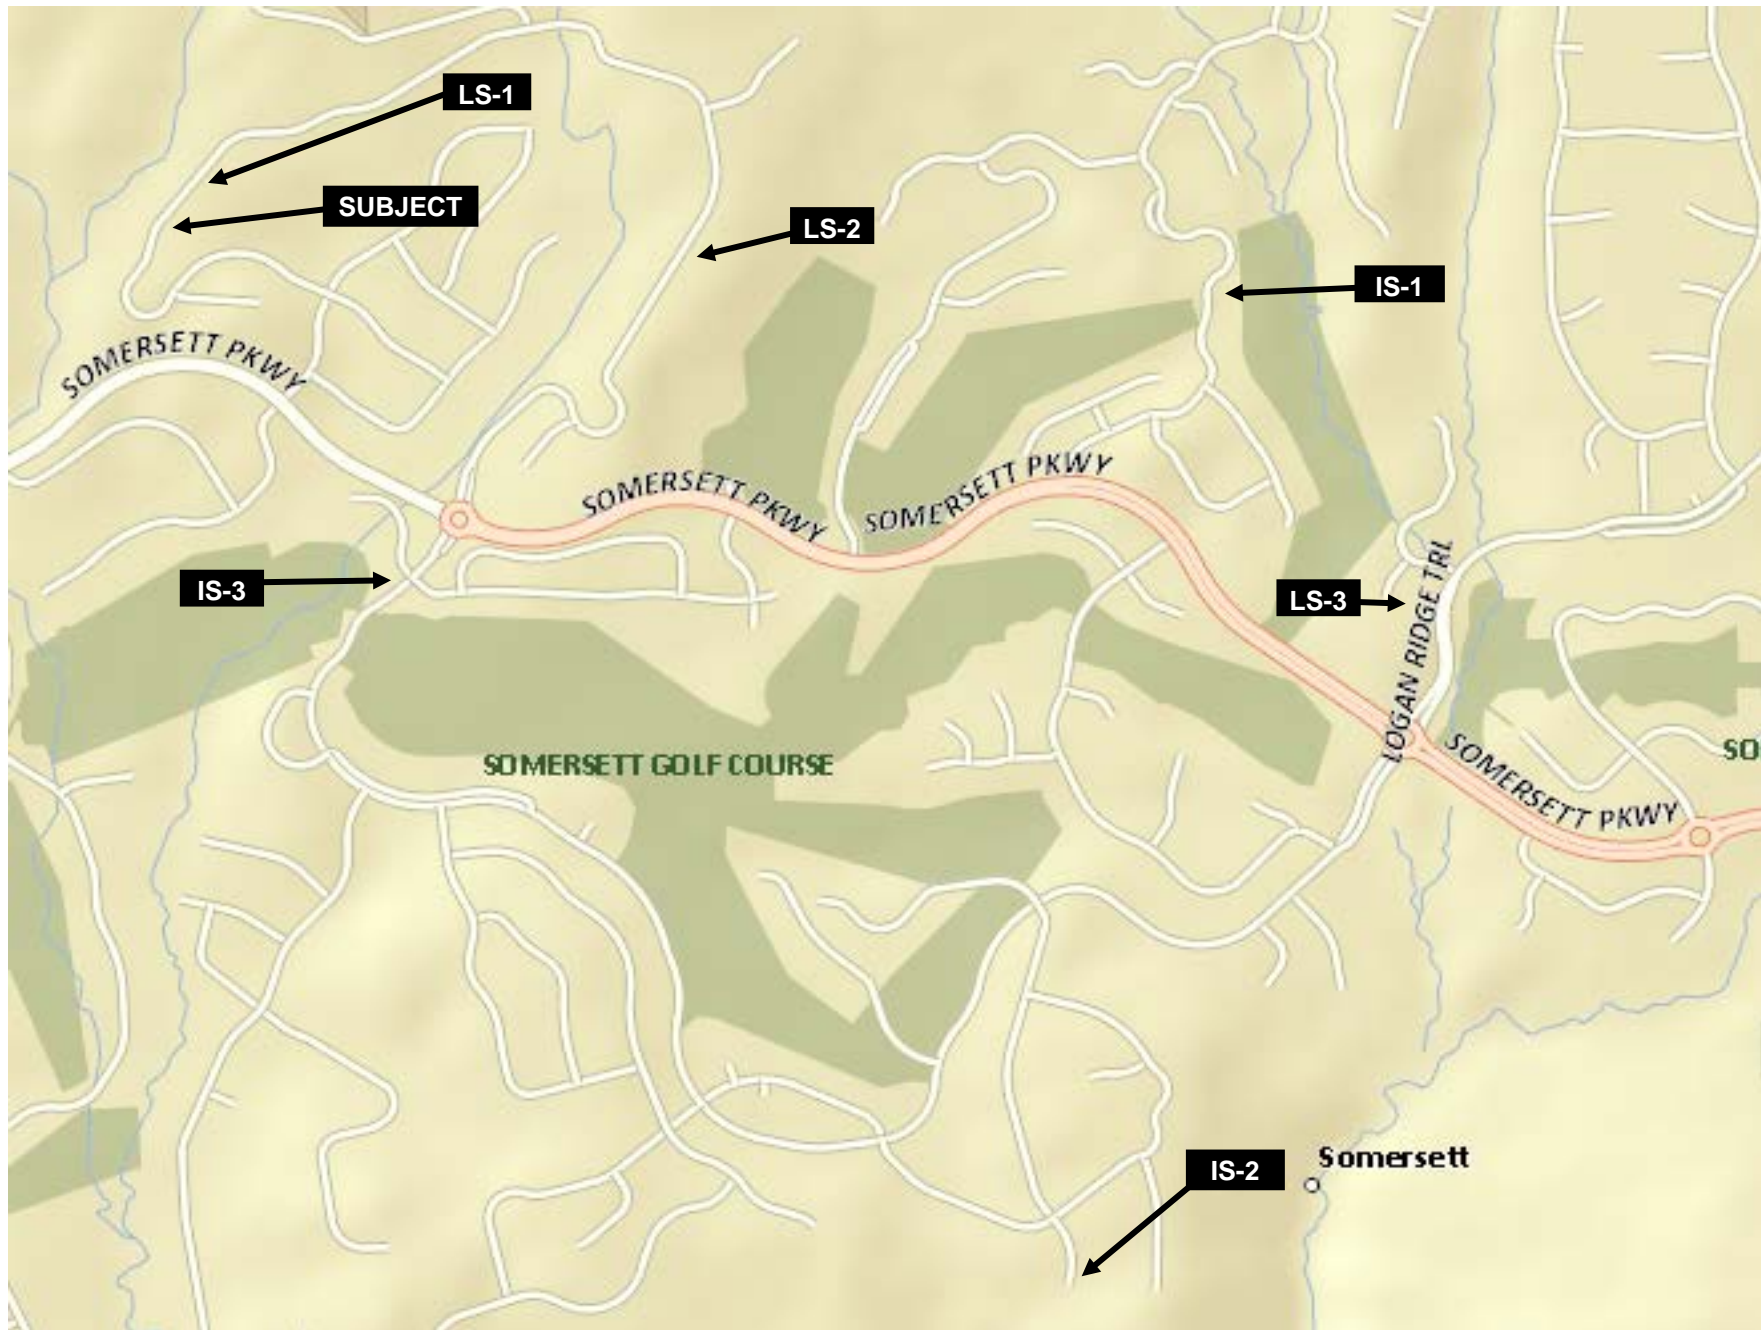 LS-1
SUBJECT
LS-2
IS-1
SOMERSETT PKWY
SOMERSETT PKWY
SOMERSETT PKWY
IS-3
LS-3
LOGAN RIDGE TRL
SOMERSETT GOLF COURSE
SOMERSETT PKWY
SO
IS-2
Somersett